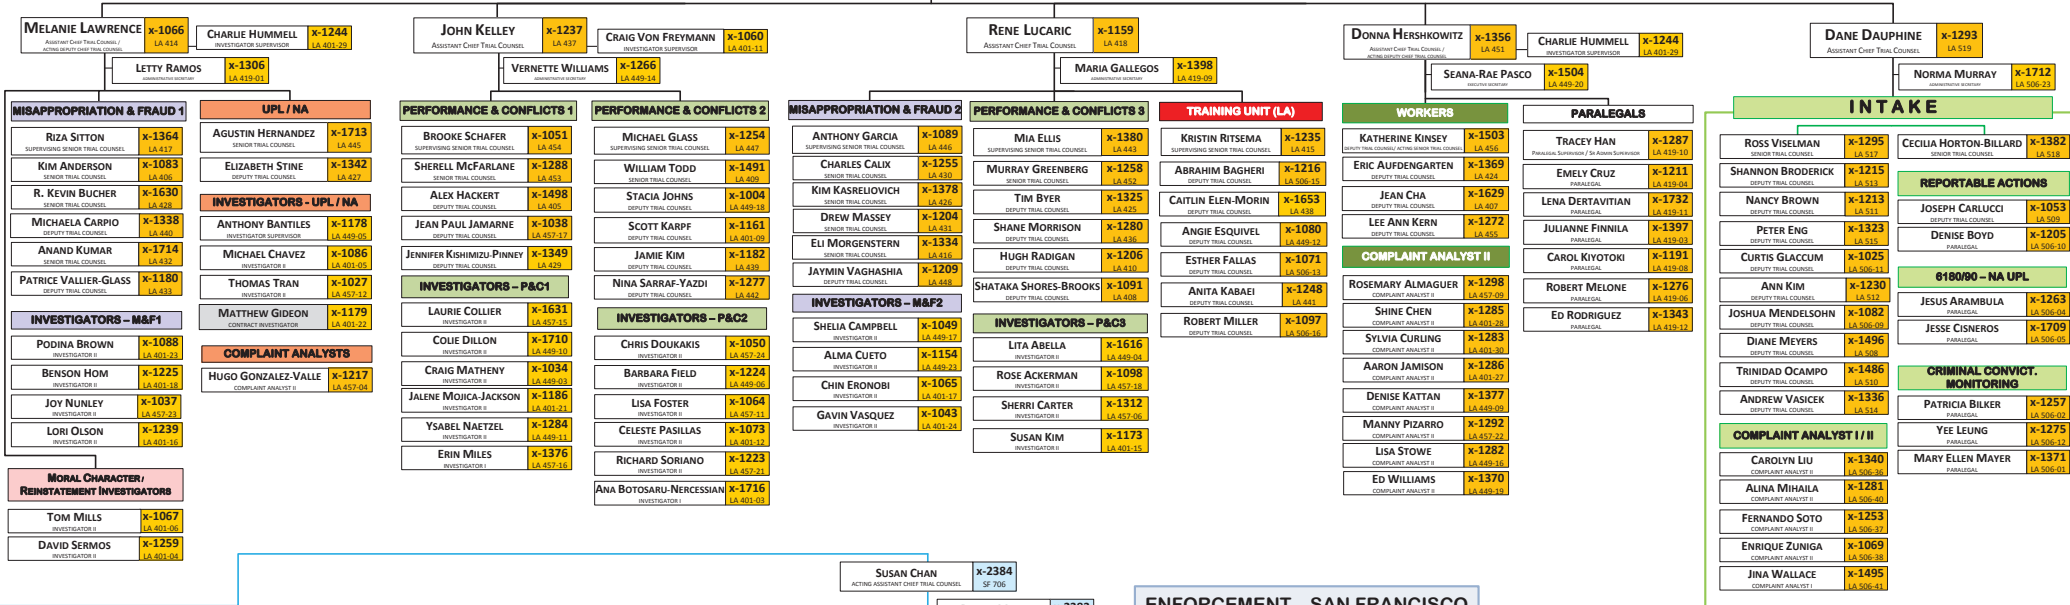 MELANIE LAWRENCE x-1066
ASSISTANT CHIEF TRIAL COUNSEL / LA 414
ACTING DEPUTY CHIEF TRIAL COUNSEL
CHARLIE HUMMELL x-1244
INVESTIGATOR SUPERVISOR LA 401-29
LETTY RAMOS x-1306
ADMINISTRATIVE SECRETARY LA 419-01
JOHN KELLEY x-1237
ASSISTANT CHIEF TRIAL COUNSEL LA 437
CRAIG VON FREYMANN x-1060
INVESTIGATOR SUPERVISOR LA 401-11
VERNETTE WILLIAMS x-1266
ADMINISTRATIVE SECRETARY LA 449-14
RENE LUCARIC x-1159
ASSISTANT CHIEF TRIAL COUNSEL LA 418
MARIA GALLEGOS x-1398
ADMINISTRATIVE SECRETARY LA 419-09
DONNA HERSHKOWITZ x-1356
ASSISTANT CHIEF TRIAL COUNSEL / LA 451
ACTING DEPUTY CHIEF TRIAL COUNSEL
CHARLIE HUMMELL x-1244
INVESTIGATOR SUPERVISOR LA 401-29
SEANA-RAE PASCO x-1504
EXECUTIVE SECRETARY LA 449-20
DANE DAUPHINE x-1293
ASSISTANT CHIEF TRIAL COUNSEL LA 519
NORMA MURRAY x-1712
ADMINISTRATIVE SECRETARY LA 506-23
MISAPPROPRIATION & FRAUD 1
RIZA SITTON x-1364
SUPERVISING SENIOR TRIAL COUNSEL LA 417
KIM ANDERSON x-1083
SENIOR TRIAL COUNSEL LA 406
R. KEVIN BUCHER x-1630
SENIOR TRIAL COUNSEL LA 428
MICHAELA CARPIO x-1338
DEPUTY TRIAL COUNSEL LA 440
ANAND KUMAR x-1714
SENIOR TRIAL COUNSEL LA 432
PATRICE VALLIER-GLASS x-1180
DEPUTY TRIAL COUNSEL LA 433
INVESTIGATORS – M&F1
PODINA BROWN x-1088
INVESTIGATOR II LA 401-23
BENSON HOM x-1225
INVESTIGATOR II LA 401-18
JOY NUNLEY x-1037
INVESTIGATOR II LA 457-23
LORI OLSON x-1239
INVESTIGATOR II LA 401-16
MORAL CHARACTER/
REINSTATEMENT INVESTIGATORS
TOM MILLS x-1067
INVESTIGATOR II LA 401-06
DAVID SERMOS x-1259
INVESTIGATOR II LA 401-04
UPL / NA
AGUSTIN HERNANDEZ x-1713
SENIOR TRIAL COUNSEL LA 445
ELIZABETH STINE x-1342
DEPUTY TRIAL COUNSEL LA 427
INVESTIGATORS - UPL / NA
ANTHONY BANTILES x-1178
INVESTIGATOR SUPERVISOR LA 449-05
MICHAEL CHAVEZ x-1086
INVESTIGATOR II LA 401-05
THOMAS TRAN x-1027
INVESTIGATOR II LA 457-12
MATTHEW GIDEON x-1179
CONTRACT INVESTIGATOR LA 401-22
COMPLAINT ANALYSTS
HUGO GONZALEZ-VALLE x-1217
COMPLAINT ANALYST II LA 457-04
PERFORMANCE & CONFLICTS 1
BROOKE SCHAFER x-1051
SUPERVISING SENIOR TRIAL COUNSEL LA 454
SHERELL MCFARLANE x-1288
SENIOR TRIAL COUNSEL LA 453
ALEX HACKERT x-1498
DEPUTY TRIAL COUNSEL LA 405
JEAN PAUL JAMARNE x-1038
DEPUTY TRIAL COUNSEL LA 457-17
JENNIFER KISHIMIZU-PINNEY x-1349
DEPUTY TRIAL COUNSEL LA 429
INVESTIGATORS – P&C1
LAURIE COLLIER x-1631
INVESTIGATOR II LA 457-15
COLIE DILLON x-1710
INVESTIGATOR II LA 449-10
CRAIG MATHENY x-1034
INVESTIGATOR II LA 449-03
JALENE MOJICA-JACKSON x-1186
INVESTIGATOR II LA 401-21
YSABEL NAETZEL x-1284
INVESTIGATOR II LA 449-11
ERIN MILES x-1376
INVESTIGATOR I LA 457-16
PERFORMANCE & CONFLICTS 2
MICHAEL GLASS x-1254
SUPERVISING SENIOR TRIAL COUNSEL LA 447
WILLIAM TODD x-1491
SENIOR TRIAL COUNSEL LA 409
STACIA JOHNS x-1004
DEPUTY TRIAL COUNSEL LA 449-18
SCOTT KARPF x-1161
DEPUTY TRIAL COUNSEL LA 401-09
JAMIE KIM x-1182
DEPUTY TRIAL COUNSEL LA 439
NINA SARRAF-YAZDI x-1277
DEPUTY TRIAL COUNSEL LA 442
INVESTIGATORS – P&C2
CHRIS DOUKAKIS x-1050
INVESTIGATOR II LA 457-24
BARBARA FIELD x-1224
INVESTIGATOR II LA 449-06
LISA FOSTER x-1064
INVESTIGATOR II LA 457-11
CELESTE PASILLAS x-1073
INVESTIGATOR II LA 401-12
RICHARD SORIANO x-1223
INVESTIGATOR II LA 457-21
ANA BOTOSARU-NERCESSIAN x-1716
INVESTIGATOR I LA 401-03
MISAPPROPRIATION & FRAUD 2
ANTHONY GARCIA x-1089
SUPERVISING SENIOR TRIAL COUNSEL LA 446
CHARLES CALIX x-1255
SENIOR TRIAL COUNSEL LA 430
KIM KASRELIOVICH x-1378
SENIOR TRIAL COUNSEL LA 426
DREW MASSEY x-1204
DEPUTY TRIAL COUNSEL LA 431
ELI MORGENSTERN x-1334
SENIOR TRIAL COUNSEL LA 416
JAYMIN VAGHASHIA x-1209
DEPUTY TRIAL COUNSEL LA 448
INVESTIGATORS – M&F2
SHELIA CAMPBELL x-1049
INVESTIGATOR II LA 449-17
ALMA CUETO x-1154
INVESTIGATOR II LA 449-23
CHIN ERONOBI x-1065
INVESTIGATOR II LA 401-17
GAVIN VASQUEZ x-1043
INVESTIGATOR II LA 401-24
PERFORMANCE & CONFLICTS 3
MIA ELLIS x-1380
SUPERVISING SENIOR TRIAL COUNSEL LA 443
MURRAY GREENBERG x-1258
SENIOR TRIAL COUNSEL LA 452
TIM BYER x-1325
DEPUTY TRIAL COUNSEL LA 425
SHANE MORRISON x-1280
DEPUTY TRIAL COUNSEL LA 436
HUGH RADIGAN x-1206
DEPUTY TRIAL COUNSEL LA 410
SHATAKA SHORES-BROOKS x-1091
DEPUTY TRIAL COUNSEL LA 408
INVESTIGATORS – P&C3
LITA ABELLA x-1616
INVESTIGATOR II LA 449-04
ROSE ACKERMAN x-1098
INVESTIGATOR II LA 457-18
SHERRI CARTER x-1312
INVESTIGATOR II LA 457-06
SUSAN KIM x-1173
INVESTIGATOR II LA 401-15
TRAINING UNIT (LA)
KRISTIN RITSEMA x-1235
SUPERVISING SENIOR TRIAL COUNSEL LA 415
ABRAHIM BAGHERI x-1216
DEPUTY TRIAL COUNSEL LA 506-15
CAITLIN ELEN-MORIN x-1653
DEPUTY TRIAL COUNSEL LA 438
ANGIE ESQUIVEL x-1080
DEPUTY TRIAL COUNSEL LA 449-12
ESTHER FALLAS x-1071
DEPUTY TRIAL COUNSEL LA 506-13
ANITA KABAEI x-1248
DEPUTY TRIAL COUNSEL LA 441
ROBERT MILLER x-1097
DEPUTY TRIAL COUNSEL LA 506-16
WORKERS
KATHERINE KINSEY x-1503
DEPUTY TRIAL COUNSEL/ ACTING SENIOR TRIAL COUNSEL LA 456
ERIC AUFDENGARTEN x-1369
DEPUTY TRIAL COUNSEL LA 424
JEAN CHA x-1629
DEPUTY TRIAL COUNSEL LA 407
LEE ANN KERN x-1272
DEPUTY TRIAL COUNSEL LA 455
COMPLAINT ANALYST II
ROSEMARY ALMAGUER x-1298
COMPLAINT ANALYST II LA 457-09
SHINE CHEN x-1285
COMPLAINT ANALYST II LA 401-28
SYLVIA CURLING x-1283
COMPLAINT ANALYST II LA 401-30
AARON JAMISON x-1286
COMPLAINT ANALYST II LA 401-27
DENISE KATTAN x-1377
COMPLAINT ANALYST II LA 449-09
MANNY PIZARRO x-1292
COMPLAINT ANALYST II LA 457-22
LISA STOWE x-1282
COMPLAINT ANALYST II LA 449-16
ED WILLIAMS x-1370
COMPLAINT ANALYST II LA 449-19
PARALEGALS
TRACEY HAN x-1287
PARALEGAL SUPERVISOR / SR ADMIN SUPERVISOR LA 419-10
EMELY CRUZ x-1211
PARALEGAL LA 419-04
LENA DERTAVITIAN x-1732
PARALEGAL LA 419-11
JULIANNE FINNILA x-1397
PARALEGAL LA 419-03
CAROL KIYOTOKI x-1191
PARALEGAL LA 419-08
ROBERT MELONE x-1276
PARALEGAL LA 419-06
ED RODRIGUEZ x-1343
PARALEGAL LA 419-12
INTAKE
ROSS VISELMAN x-1295
SENIOR TRIAL COUNSEL LA 517
SHANNON BRODERICK x-1215
DEPUTY TRIAL COUNSEL LA 513
NANCY BROWN x-1213
DEPUTY TRIAL COUNSEL LA 511
PETER ENG x-1323
DEPUTY TRIAL COUNSEL LA 515
CURTIS GLACCUM x-1025
DEPUTY TRIAL COUNSEL LA 506-11
ANN KIM x-1230
DEPUTY TRIAL COUNSEL LA 512
JOSHUA MENDELSOHN x-1082
DEPUTY TRIAL COUNSEL LA 506-09
DIANE MEYERS x-1496
DEPUTY TRIAL COUNSEL LA 508
TRINIDAD OCAMPO x-1486
DEPUTY TRIAL COUNSEL LA 510
ANDREW VASICEK x-1336
DEPUTY TRIAL COUNSEL LA 514
COMPLAINT ANALYST I / II
CAROLYN LIU x-1340
COMPLAINT ANALYST II LA 506-36
ALINA MIHAILA x-1281
COMPLAINT ANALYST II LA 506-40
FERNANDO SOTO x-1253
COMPLAINT ANALYST II LA 506-37
ENRIQUE ZUNIGA x-1069
COMPLAINT ANALYST II LA 506-38
JINA WALLACE x-1495
COMPLAINT ANALYST I LA 506-41
CECILIA HORTON-BILLARD x-1382
SENIOR TRIAL COUNSEL LA 518
REPORTABLE ACTIONS
JOSEPH CARLUCCI x-1053
DEPUTY TRIAL COUNSEL LA 509
DENISE BOYD x-1205
PARALEGAL LA 506-10
6180/90 – NA UPL
JESUS ARAMBULA x-1263
PARALEGAL LA 506-04
JESSE CISNEROS x-1709
PARALEGAL LA 506-05
CRIMINAL CONVICT.
MONITORING
PATRICIA BILKER x-1257
PARALEGAL LA 506-02
YEE LEUNG x-1275
PARALEGAL LA 506-12
MARY ELLEN MAYER x-1371
PARALEGAL LA 506-01
SUSAN CHAN x-2384
ACTING ASSISTANT CHIEF TRIAL COUNSEL SF 706
ENFORCEMENT SAN FRANCISCO